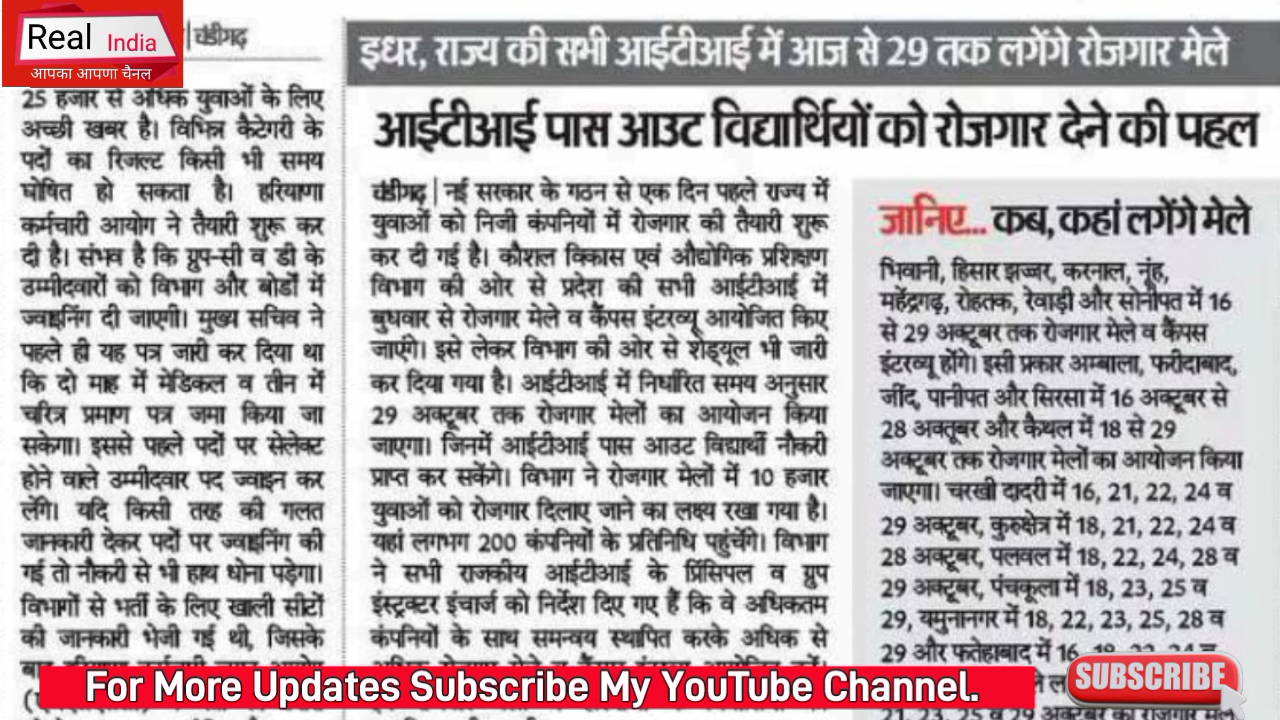 Real India
आपका आपणा चैनल
चंडीगढ़
25 हजार से अधिक युवाओं के लिए
अच्छी खबर है। विभिन्न कैटेगरी के
पदों का रिजल्ट किसी भी समय
घोषित हो सकता है। हरियाणा
कर्मचारी आयोग ने तैयारी शुरू कर
दी है। संभव है कि ग्रुप-सी व डी के
उम्मीदवारों को विभाग और बोर्डों में
ज्वाइनिंग दी जाएगी। मुख्य सचिव ने
पहले ही यह पत्र जारी कर दिया था
कि दो माह में मेडिकल व तीन में
चरित्र प्रमाण पत्र जमा किया जा
सकेगा। इससे पहले पदों पर सेलेक्ट
होने वाले उम्मीदवार पद ज्वाइन कर
लेंगे। यदि किसी तरह की गलत
जानकारी देकर पदों पर ज्वाइनिंग की
गई तो नौकरी से भी हाथ धोना पड़ेगा।
विभागों से भर्ती के लिए खाली सीटों
की जानकारी भेजी गई थी, जिसके
इधर, राज्य की सभी आईटीआई में आज से 29 तक लगेंगे रोजगार मेले
आईटीआई पास आउट विद्यार्थियों को रोजगार देने की पहल
चंडीगढ़ | नई सरकार के गठन से एक दिन पहले राज्य में
युवाओं को निजी कंपनियों में रोजगार की तैयारी शुरू
कर दी गई है। कौशल विकास एवं औद्योगिक प्रशिक्षण
विभाग की ओर से प्रदेश की सभी आईटीआई में
बुधवार से रोजगार मेले व कैंपस इंटरव्यू आयोजित किए
जाएंगे। इसे लेकर विभाग की ओर से शेड्यूल भी जारी
कर दिया गया है। आईटीआई में निर्धारित समय अनुसार
29 अक्टूबर तक रोजगार मेलों का आयोजन किया
जाएगा। जिनमें आईटीआई पास आउट विद्यार्थी नौकरी
प्राप्त कर सकेंगे। विभाग ने रोजगार मेलों में 10 हजार
युवाओं को रोजगार दिलाए जाने का लक्ष्य रखा गया है।
यहां लगभग 200 कंपनियों के प्रतिनिधि पहुंचेंगे। विभाग
ने सभी राजकीय आईटीआई के प्रिंसिपल व ग्रुप
इंस्ट्रक्टर इंचार्ज को निर्देश दिए गए हैं कि वे अधिकतम
कंपनियों के साथ समन्वय स्थापित करके अधिक से
जानिए... कब, कहां लगेंगे मेले
भिवानी, हिसार झज्जर, करनाल, नूंह,
महेंद्रगढ़, रोहतक, रेवाड़ी और सोनीपत में 16
से 29 अक्टूबर तक रोजगार मेले व कैंपस
इंटरव्यू होंगे। इसी प्रकार अम्बाला, फरीदाबाद,
जींद, पानीपत और सिरसा में 16 अक्टूबर से
28 अक्तूबर और कैथल में 18 से 29
अक्टूबर तक रोजगार मेलों का आयोजन किया
जाएगा। चरखी दादरी में 16, 21, 22, 24 व
29 अक्टूबर, कुरुक्षेत्र में 18, 21, 22, 24 व
28 अक्टूबर, पलवल में 18, 22, 24, 28 व
29 अक्टूबर, पंचकूला में 18, 23, 25 व
29, यमुनानगर में 18, 22, 23, 25, 28 व
29 और फतेहाबाद में 16
21, 23, 25 व 29 अक्टूबर को रोजगार मेले
For More Updates Subscribe My YouTube Channel.
SUBSCRIBE